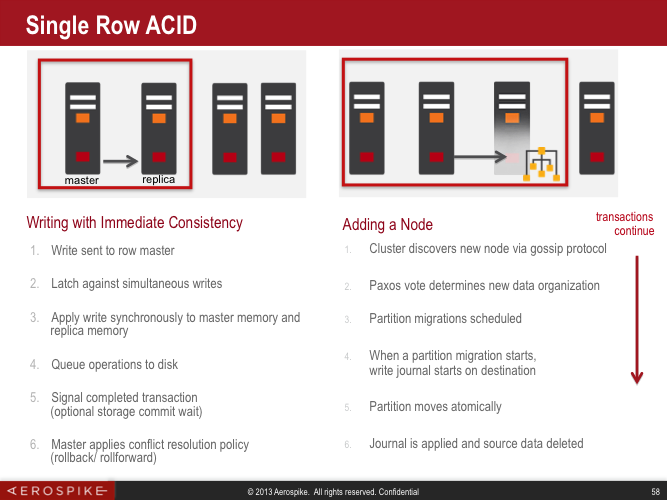 Single Row ACID
master
replica
Writing with Immediate Consistency
1. Write sent to row master
2. Latch against simultaneous writes
3. Apply write synchronously to master memory and
replica memory
4. Queue operations to disk
5. Signal completed transaction
(optional storage commit wait)
6. Master applies conflict resolution policy
(rollback/ rollforward)
Adding a Node
transactions
continue
1. Cluster discovers new node via gossip protocol
2. Paxos vote determines new data organization
3. Partition migrations scheduled
4. When a partition migration starts,
write journal starts on destination
5. Partition moves atomically
6. Journal is applied and source data deleted
AEROSPIKE
© 2013 Aerospike. All rights reserved. Confidential
58